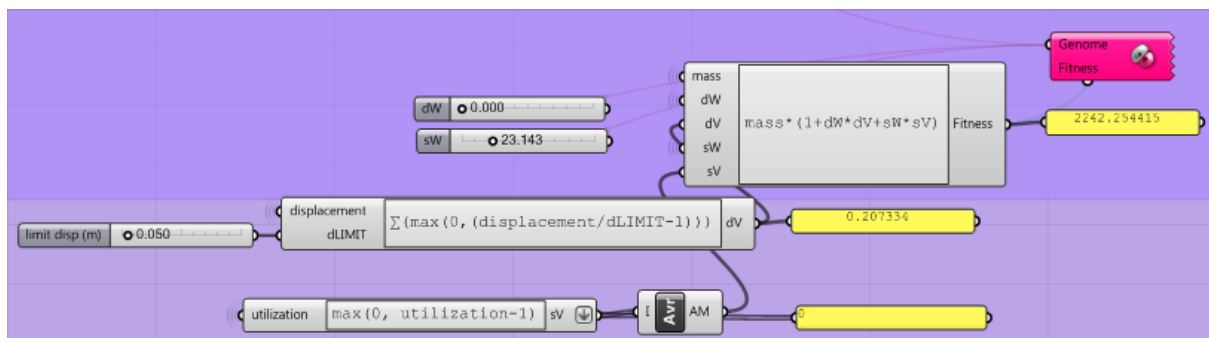 Genome
Fitness
mass
dW
dV
sW
sV
mass*(1+dW*dV+sW*sV)
Fitness
2242.254415
dW 0.000
sW 23.143
displacement
dLIMIT
∑(max(0,(displacement/dLIMIT-1)))
dV
0.207334
limit disp (m) 0.050
utilization
max(0, utilization-1)
sV
I
Avr
AM
0